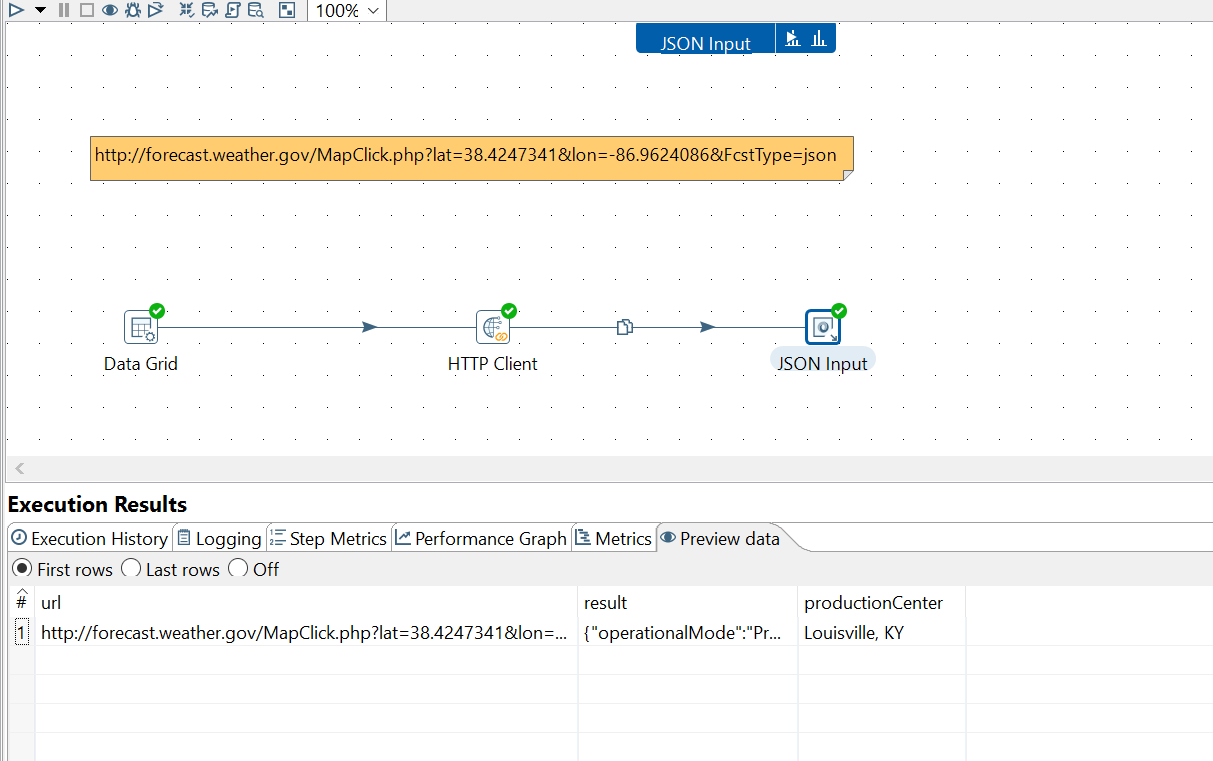 100%
JSON Input
http://forecast.weather.gov/MapClick.php?lat=38.4247341&lon=-86.9624086&FcstType=json
Data Grid
HTTP Client
JSON Input
Execution Results
Execution History Logging Step Metrics Performance Graph Metrics Preview data
First rows Last rows Off
# url result productionCenter
1 http://forecast.weather.gov/MapClick.php?lat=38.4247341&lon=... {"operationalMode":"Pr... Louisville, KY